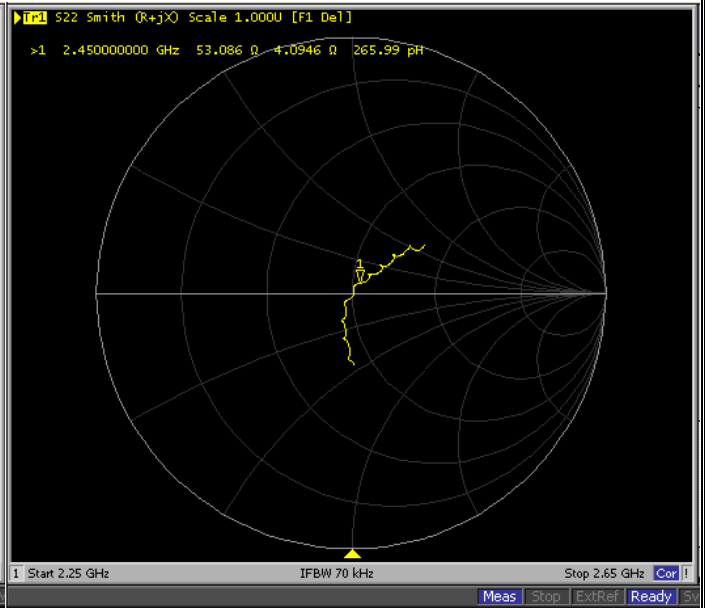 Tr1 S22 Smith (R+jX) Scale 1.000U [F1 Del]
>1 2.450000000 GHz 53.086 Ω 4.0946 Ω 265.99 pH
1
1 Start 2.25 GHz IFBW 70 kHz Stop 2.65 GHz Cor !
Meas Stop ExtRef Ready Sv